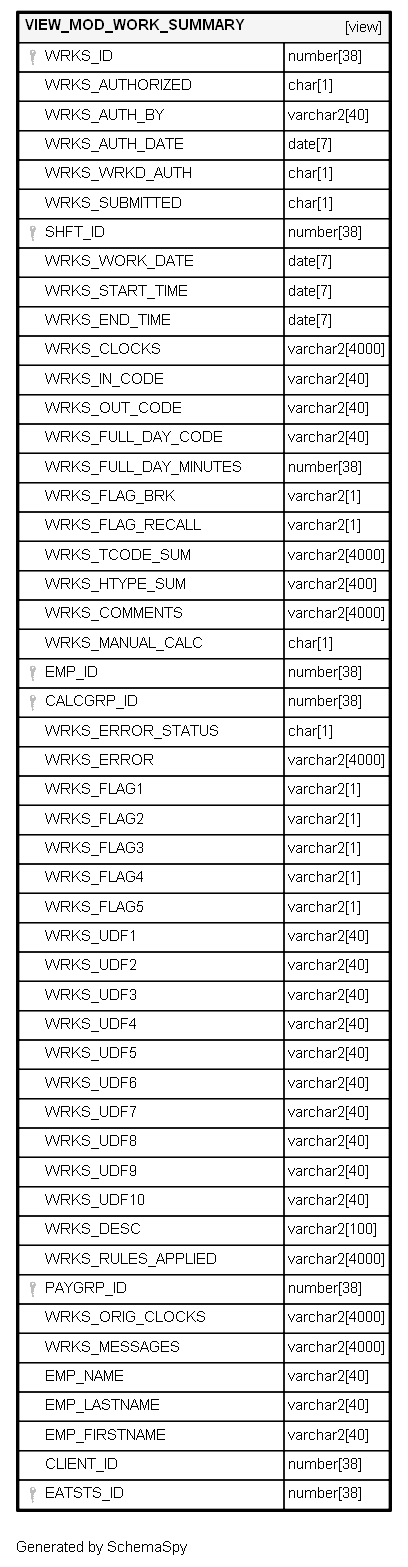 VIEW_MOD_WORK_SUMMARY [view]
WRKS_ID number[38]
WRKS_AUTHORIZED char[1]
WRKS_AUTH_BY varchar2[40]
WRKS_AUTH_DATE date[7]
WRKS_WRKD_AUTH char[1]
WRKS_SUBMITTED char[1]
SHFT_ID number[38]
WRKS_WORK_DATE date[7]
WRKS_START_TIME date[7]
WRKS_END_TIME date[7]
WRKS_CLOCKS varchar2[4000]
WRKS_IN_CODE varchar2[40]
WRKS_OUT_CODE varchar2[40]
WRKS_FULL_DAY_CODE varchar2[40]
WRKS_FULL_DAY_MINUTES number[38]
WRKS_FLAG_BRK varchar2[1]
WRKS_FLAG_RECALL varchar2[1]
WRKS_TCODE_SUM varchar2[4000]
WRKS_HTYPE_SUM varchar2[400]
WRKS_COMMENTS varchar2[4000]
WRKS_MANUAL_CALC char[1]
EMP_ID number[38]
CALCGRP_ID number[38]
WRKS_ERROR_STATUS char[1]
WRKS_ERROR varchar2[4000]
WRKS_FLAG1 varchar2[1]
WRKS_FLAG2 varchar2[1]
WRKS_FLAG3 varchar2[1]
WRKS_FLAG4 varchar2[1]
WRKS_FLAG5 varchar2[1]
WRKS_UDF1 varchar2[40]
WRKS_UDF2 varchar2[40]
WRKS_UDF3 varchar2[40]
WRKS_UDF4 varchar2[40]
WRKS_UDF5 varchar2[40]
WRKS_UDF6 varchar2[40]
WRKS_UDF7 varchar2[40]
WRKS_UDF8 varchar2[40]
WRKS_UDF9 varchar2[40]
WRKS_UDF10 varchar2[40]
WRKS_DESC varchar2[100]
WRKS_RULES_APPLIED varchar2[4000]
PAYGRP_ID number[38]
WRKS_ORIG_CLOCKS varchar2[4000]
WRKS_MESSAGES varchar2[4000]
EMP_NAME varchar2[40]
EMP_LASTNAME varchar2[40]
EMP_FIRSTNAME varchar2[40]
CLIENT_ID number[38]
EATSTS_ID number[38]
Generated by SchemaSpy